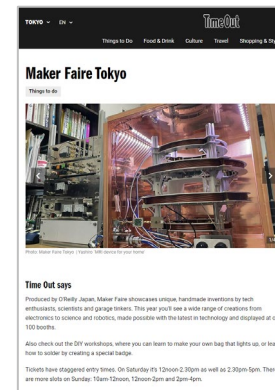 TOKYO EN
TimeOut
Things to Do Food & Drink Culture Travel Shopping & Sty
Maker Faire Tokyo
Things to do
Photo: Maker Faire Tokyo
Time Out says
Produced by O'Reilly Japan, Maker Faire showcases unique, handmade inventions by tech
enthusiasts, scientists and garage tinkers. This year you'll see a wide range of creations from
electronics to science and robotics, made possible with the latest in technology and displayed at o
100 booths.
Also check out the DIY workshops, where you can learn to make your own bag that lights up, or lea
how to solder by creating a special badge.
Tickets have staggered entry times. On Saturday it's 12noon-2.30pm as well as 2.30pm-5pm. Ther
are more slots on Sunday: 10am-12noon, 12noon-2pm and 2pm-4pm.